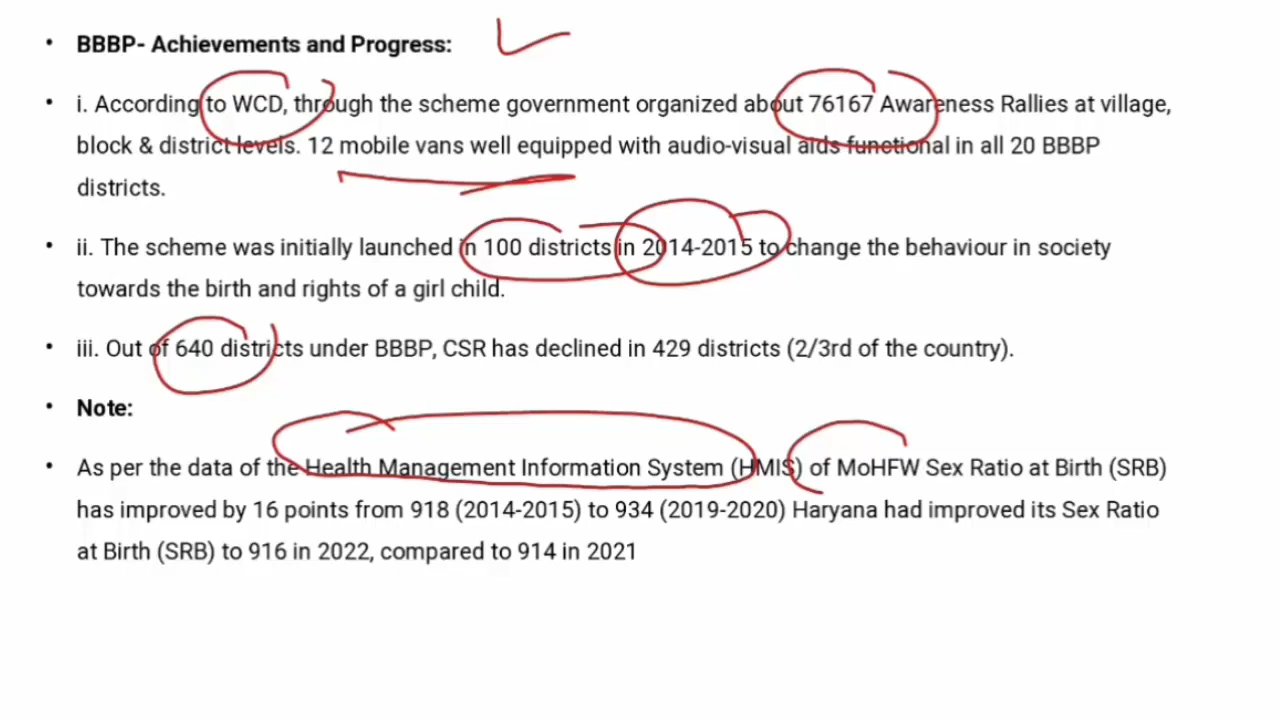 • BBBP- Achievements and Progress:
• i. According to WCD, through the scheme government organized about 76167 Awareness Rallies at village,
block & district levels. 12 mobile vans well equipped with audio-visual aids functional in all 20 BBBP
districts.
• ii. The scheme was initially launched in 100 districts in 2014-2015 to change the behaviour in society
towards the birth and rights of a girl child.
• iii. Out of 640 districts under BBBP, CSR has declined in 429 districts (2/3rd of the country).
• Note:
• As per the data of the Health Management Information System (HMIS) of MoHFW Sex Ratio at Birth (SRB)
has improved by 16 points from 918 (2014-2015) to 934 (2019-2020) Haryana had improved its Sex Ratio
at Birth (SRB) to 916 in 2022, compared to 914 in 2021